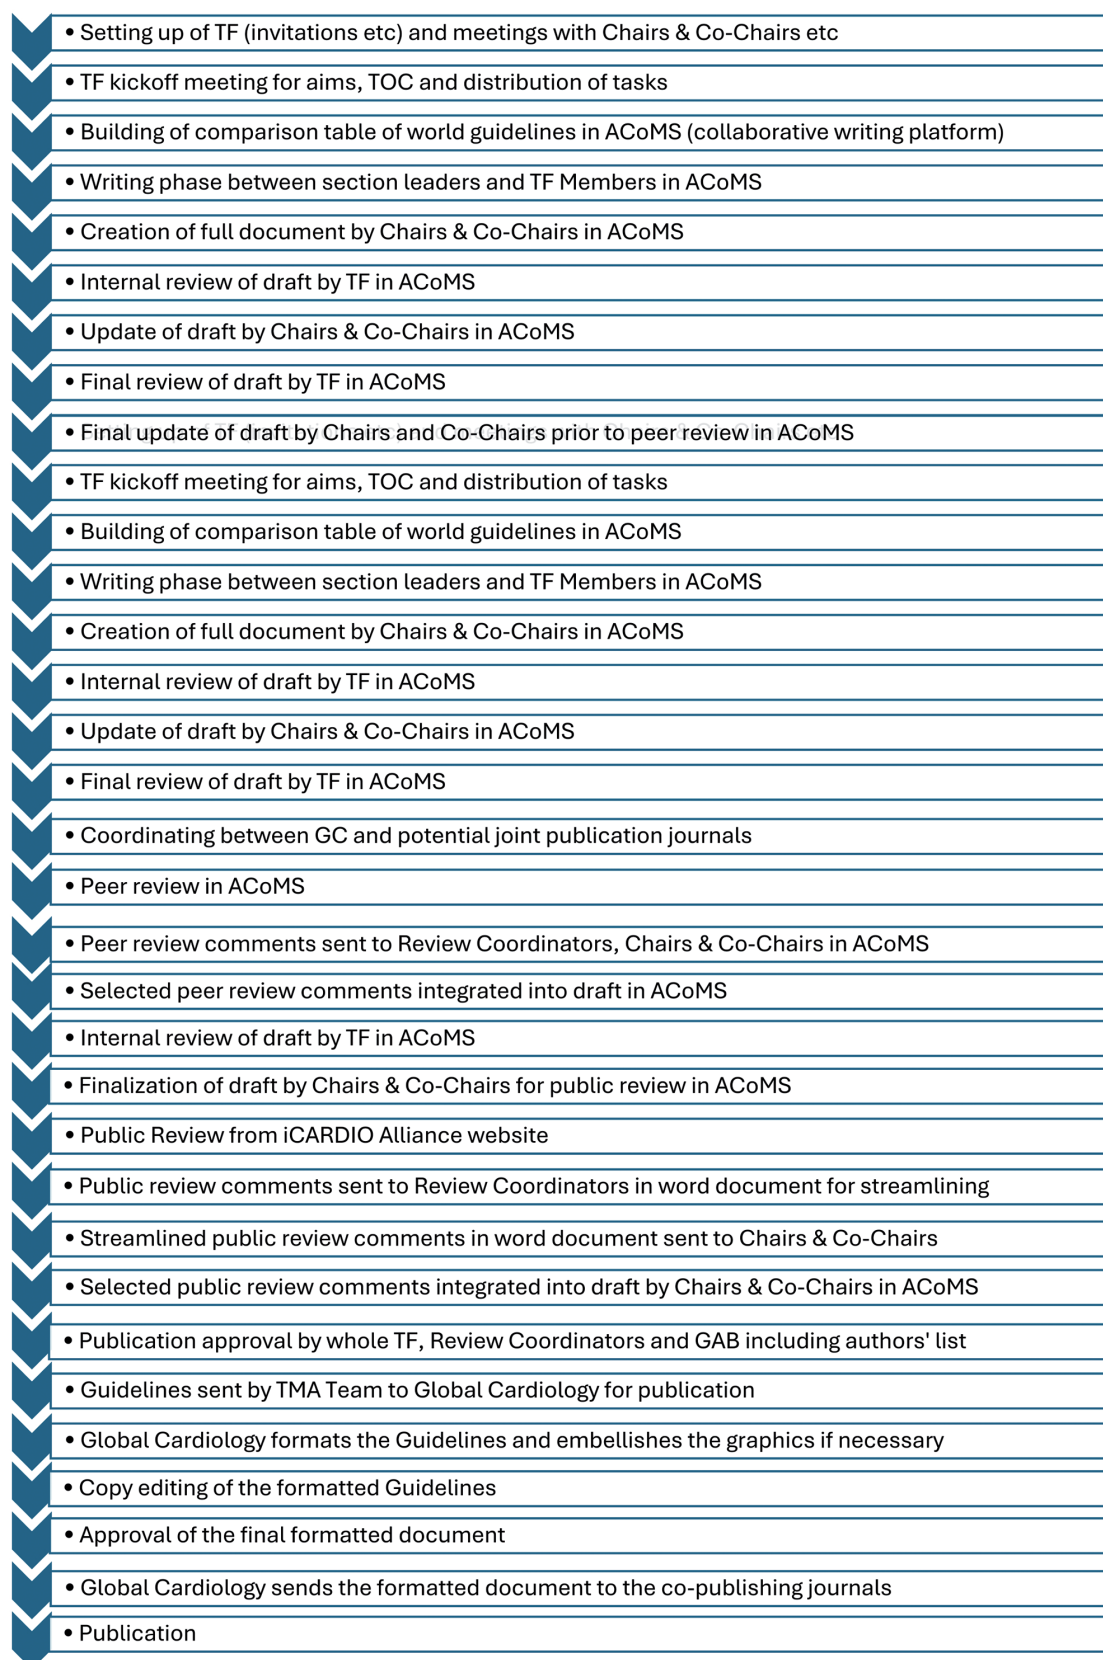 • Setting up of TF (invitations etc) and meetings with Chairs & Co-Chairs etc
• TF kickoff meeting for aims, TOC and distribution of tasks
• Building of comparison table of world guidelines in ACoMS (collaborative writing platform)
• Writing phase between section leaders and TF Members in ACoMS
• Creation of full document by Chairs & Co-Chairs in ACoMS
• Internal review of draft by TF in ACoMS
• Update of draft by Chairs & Co-Chairs in ACoMS
• Final review of draft by TF in ACoMS
• Final update of draft by Chairs and Co-Chairs prior to peer review in ACoMS
• TF kickoff meeting for aims, TOC and distribution of tasks
• Building of comparison table of world guidelines in ACoMS
• Writing phase between section leaders and TF Members in ACoMS
• Creation of full document by Chairs & Co-Chairs in ACoMS
• Internal review of draft by TF in ACoMS
• Update of draft by Chairs & Co-Chairs in ACoMS
• Final review of draft by TF in ACoMS
• Coordinating between GC and potential joint publication journals
• Peer review in ACoMS
• Peer review comments sent to Review Coordinators, Chairs & Co-Chairs in ACoMS
• Selected peer review comments integrated into draft in ACoMS
• Internal review of draft by TF in ACoMS
• Finalization of draft by Chairs & Co-Chairs for public review in ACoMS
• Public Review from iCARDIO Alliance website
• Public review comments sent to Review Coordinators in word document for streamlining
• Streamlined public review comments in word document sent to Chairs & Co-Chairs
• Selected public review comments integrated into draft by Chairs & Co-Chairs in ACoMS
• Publication approval by whole TF, Review Coordinators and GAB including authors' list
• Guidelines sent by TMA Team to Global Cardiology for publication
• Global Cardiology formats the Guidelines and embellishes the graphics if necessary
• Copy editing of the formatted Guidelines
• Approval of the final formatted document
• Global Cardiology sends the formatted document to the co-publishing journals
• Publication